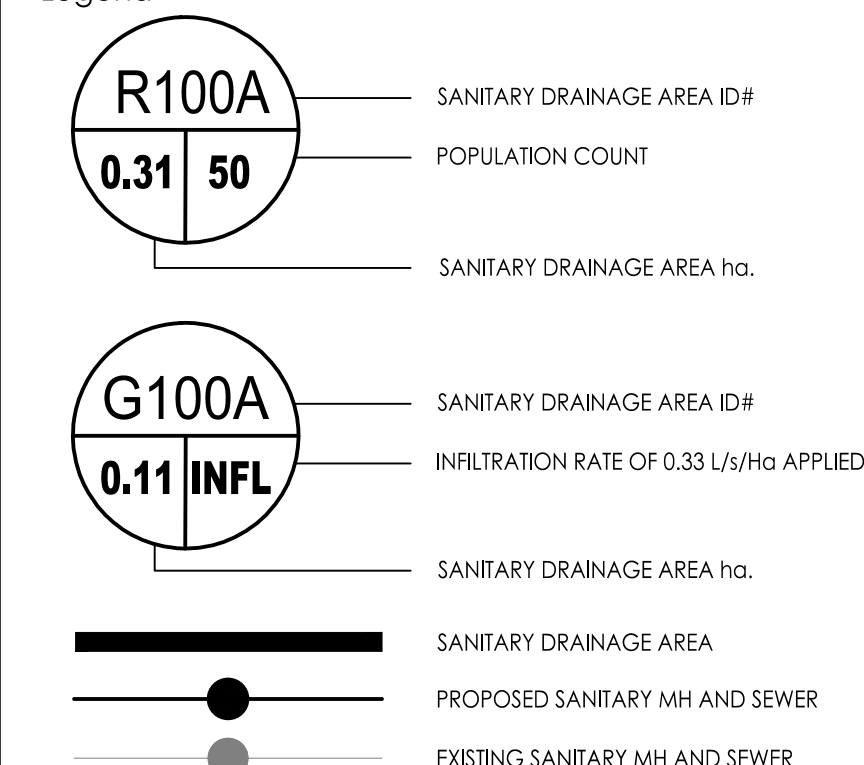 Legend
R100A
SANITARY DRAINAGE AREA ID#
0.31 50
POPULATION COUNT
SANITARY DRAINAGE AREA ha.
G100A
SANITARY DRAINAGE AREA ID#
0.11 INFL
INFILTRATION RATE OF 0.33 L/s/Ha APPLIED
SANITARY DRAINAGE AREA ha.
SANITARY DRAINAGE AREA
PROPOSED SANITARY MH AND SEWER
EXISTING SANITARY MH AND SEWER